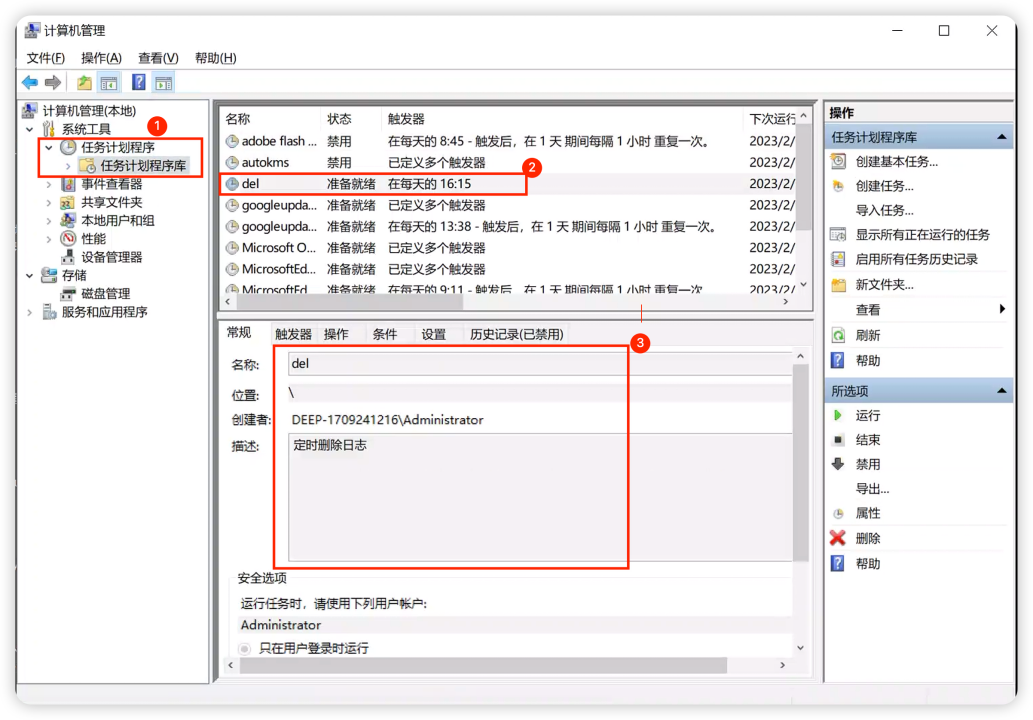 计算机管理
文件(F) 操作(A) 查看(V) 帮助(H)
计算机管理(本地)
系统工具
1
任务计划程序
任务计划程序库
事件查看器
共享文件夹
本地用户和组
性能
设备管理器
存储
磁盘管理
服务和应用程序
名称 状态 触发器 下次运行
adobe flash ... 禁用 在每天的 8:45 - 触发后，在 1 天 期间每隔 1 小时 重复一次。 2023/2/
autokms 禁用 已定义多个触发器 2023/2/
2
del 准备就绪 在每天的 16:15 2023/2/
googleupda... 准备就绪 已定义多个触发器 2023/2/
googleupda... 准备就绪 在每天的 13:38 - 触发后，在 1 天 期间每隔 1 小时 重复一次。 2023/2/
Microsoft O... 准备就绪 已定义多个触发器 2023/2/
MicrosoftEd... 准备就绪 已定义多个触发器 2023/2/
MicrosoftEd... 准备就绪 在每天的 9:11 - 触发后，在 1 天 期间每隔 1 小时 重复一次 2023/2/
常规 触发器 操作 条件 设置 历史记录(已禁用)
3
名称: del
位置: \
创建者: DEEP-1709241216\Administrator
描述: 定时删除日志
安全选项
运行任务时，请使用下列用户帐户:
Administrator
只在用户登录时运行
操作
任务计划程序库
创建基本任务...
创建任务...
导入任务...
显示所有正在运行的任务
启用所有任务历史记录
新文件夹...
查看
刷新
帮助
所选项
运行
结束
禁用
导出...
属性
删除
帮助